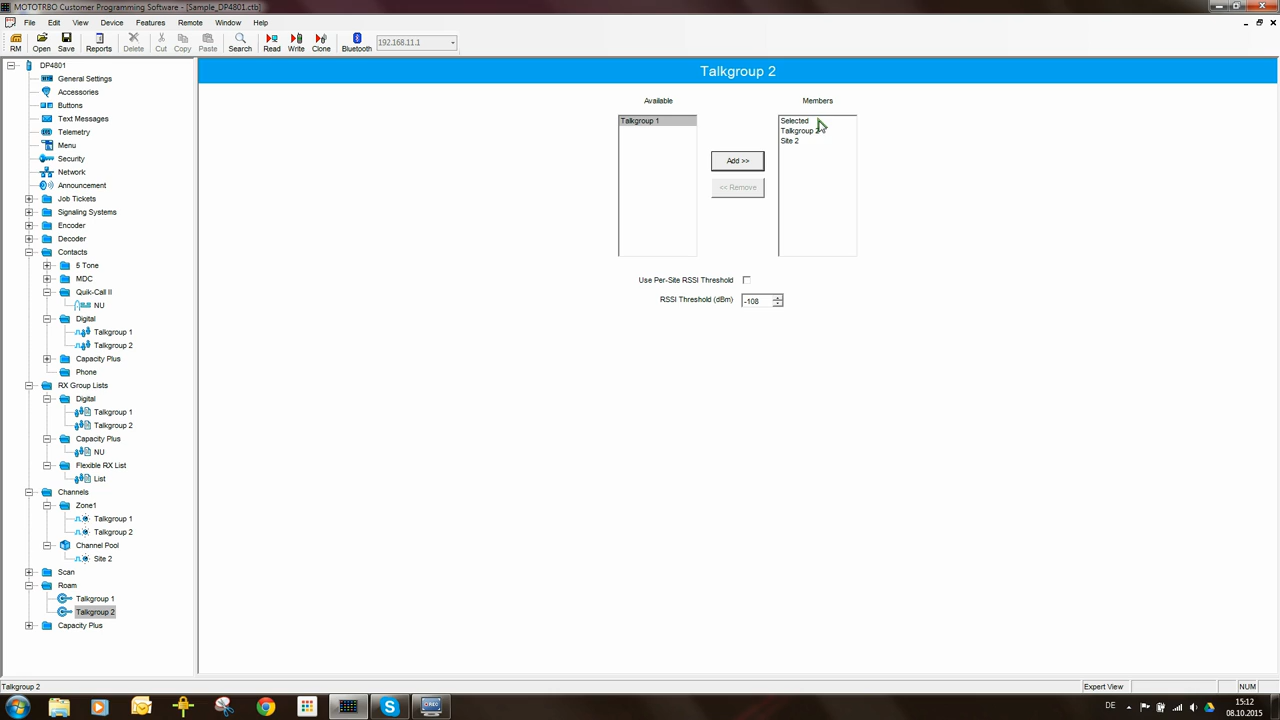 MOTOTRBO Customer Programming Software - [Sample_DP4801.ctb]
File Edit View Device Features Remote Window Help
RM Open Save Reports Delete Cut Copy Paste Search Read Write Clone Bluetooth 192.168.11.1
DP4801
General Settings
Accessories
Buttons
Text Messages
Telemetry
Menu
Security
Network
Announcement
Job Tickets
Signaling Systems
Encoder
Decoder
Contacts
5 Tone
MDC
Quik-Call II
NU
Digital
Talkgroup 1
Talkgroup 2
Capacity Plus
Phone
RX Group Lists
Digital
Talkgroup 1
Talkgroup 2
Capacity Plus
NU
Flexible RX List
List
Channels
Zone1
Talkgroup 1
Talkgroup 2
Channel Pool
Site 2
Scan
Roam
Talkgroup 1
Talkgroup 2
Capacity Plus
Talkgroup 2
Available Members
Talkgroup 1
Selected
Talkgroup 2
Site 2
Add >>
<< Remove
Use Per-Site RSSI Threshold
RSSI Threshold (dBm) -108
Talkgroup 2 Expert View NUM
DE 15:12
08.10.2015